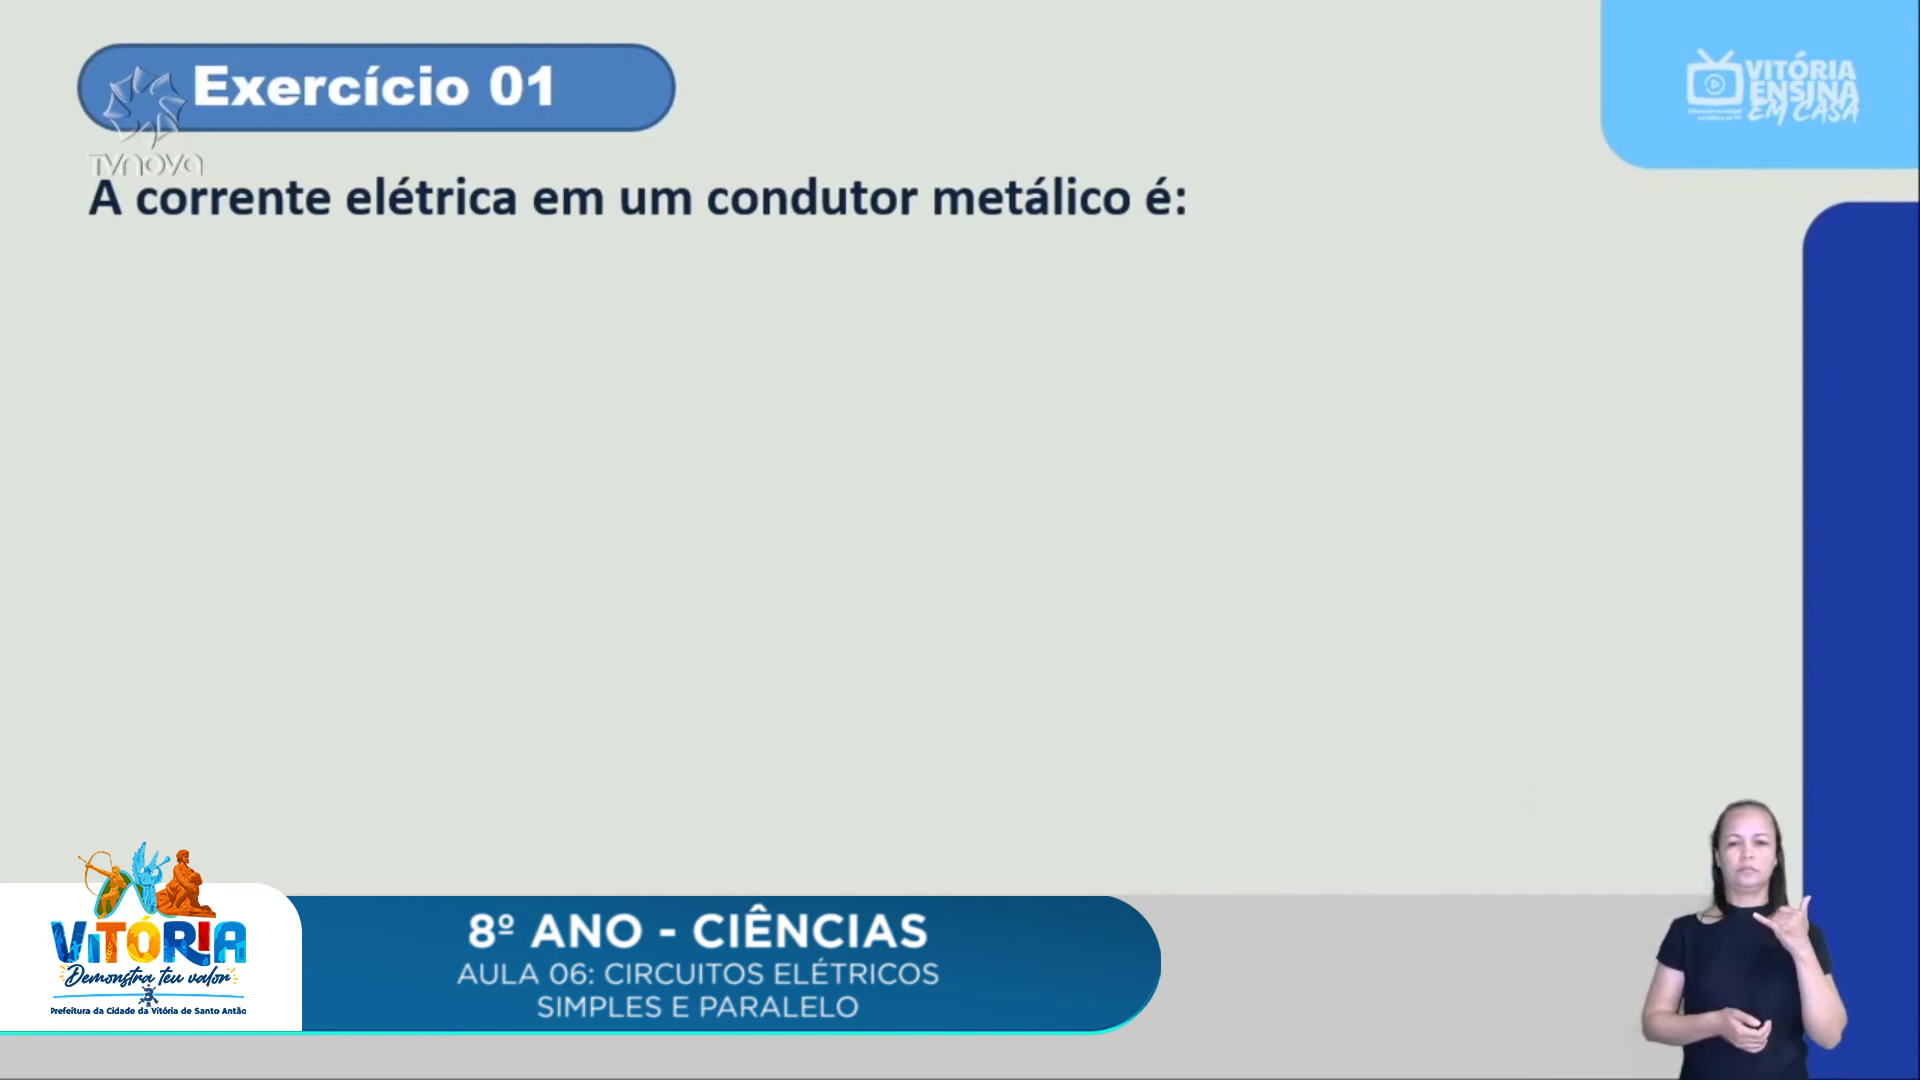 Exercício 01
TVNOVA
A corrente elétrica em um condutor metálico é:
VITÓRIA
ENSINA
EM CASA
VITÓRIA
Demonstra teu valor
Prefeitura da Cidade da Vitória de Santo Antão
8º ANO - CIÊNCIAS
AULA 06: CIRCUITOS ELÉTRICOS
SIMPLES E PARALELO